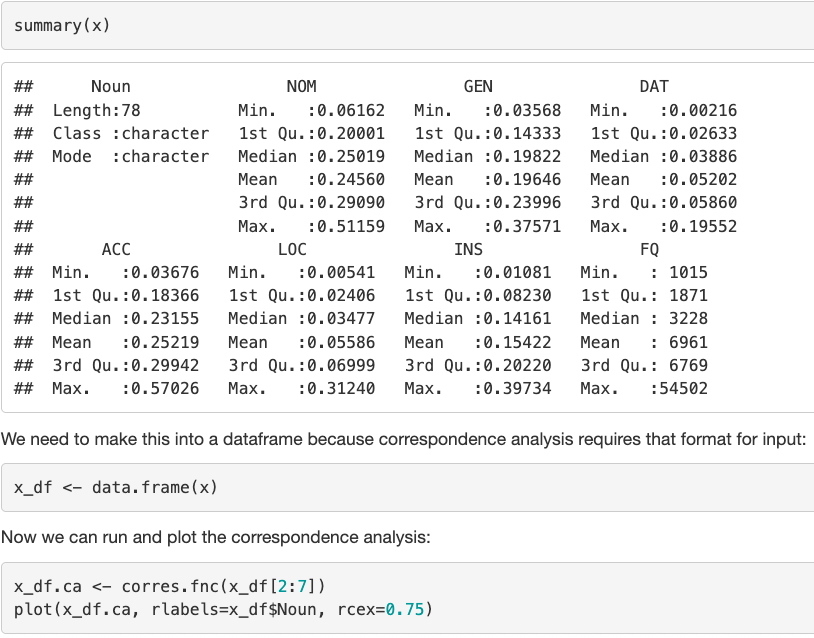 summary(x)
##      Noun                NOM               GEN               DAT
##  Length:78          Min.   :0.06162   Min.   :0.03568   Min.   :0.00216
##  Class :character   1st Qu.:0.20001   1st Qu.:0.14333   1st Qu.:0.02633
##  Mode  :character   Median :0.25019   Median :0.19822   Median :0.03886
##                     Mean   :0.24560   Mean   :0.19646   Mean   :0.05202
##                     3rd Qu.:0.29090   3rd Qu.:0.23996   3rd Qu.:0.05860
##                     Max.   :0.51159   Max.   :0.37571   Max.   :0.19552
##       ACC               LOC               INS                FQ
##  Min.   :0.03676   Min.   :0.00541   Min.   :0.01081   Min.   : 1015
##  1st Qu.:0.18366   1st Qu.:0.02406   1st Qu.:0.08230   1st Qu.: 1871
##  Median :0.23155   Median :0.03477   Median :0.14161   Median : 3228
##  Mean   :0.25219   Mean   :0.05586   Mean   :0.15422   Mean   : 6961
##  3rd Qu.:0.29942   3rd Qu.:0.06999   3rd Qu.:0.20220   3rd Qu.: 6769
##  Max.   :0.57026   Max.   :0.31240   Max.   :0.39734   Max.   :54502
We need to make this into a dataframe because correspondence analysis requires that format for input:
x_df <- data.frame(x)
Now we can run and plot the correspondence analysis:
x_df.ca <- corres.fnc(x_df[2:7])
plot(x_df.ca, rlabels=x_df$Noun, rcex=0.75)